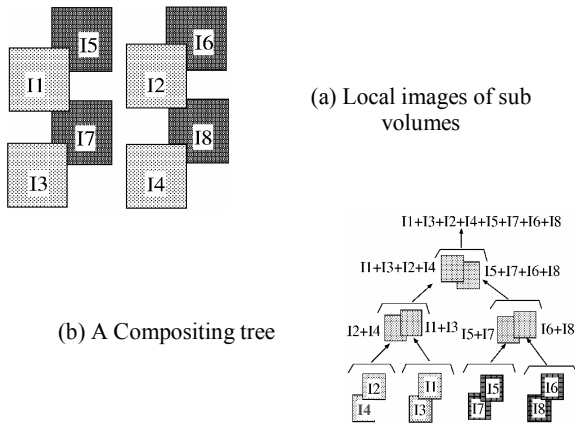 I5
I6
I1
I2
(a) Local images of sub
volumes
I7
I8
I3
I4
I1+I3+I2+I4+I5+I7+I6+I8
I1+I3+I2+I4
I5+I7+I6+I8
(b) A Compositing tree
I2+I4
I1+I3
I5+I7
I6+I8
I2
I1
I5
I6
I4
I3
I7
I8